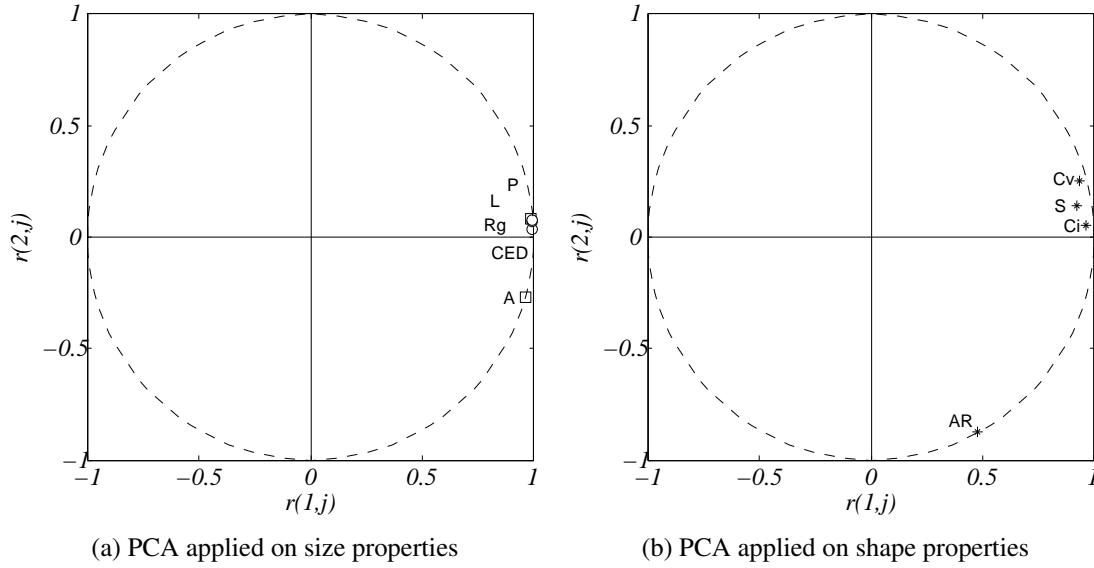 1
0.5
0
−0.5
−1
−1
−0.5
0
0.5
1
r(1,j)
r(2,j)
P
L
Rg
CED
A
(a) PCA applied on size properties
1
0.5
0
−0.5
−1
−1
−0.5
0
0.5
1
r(1,j)
r(2,j)
Cv
S
Ci
AR
(b) PCA applied on shape properties